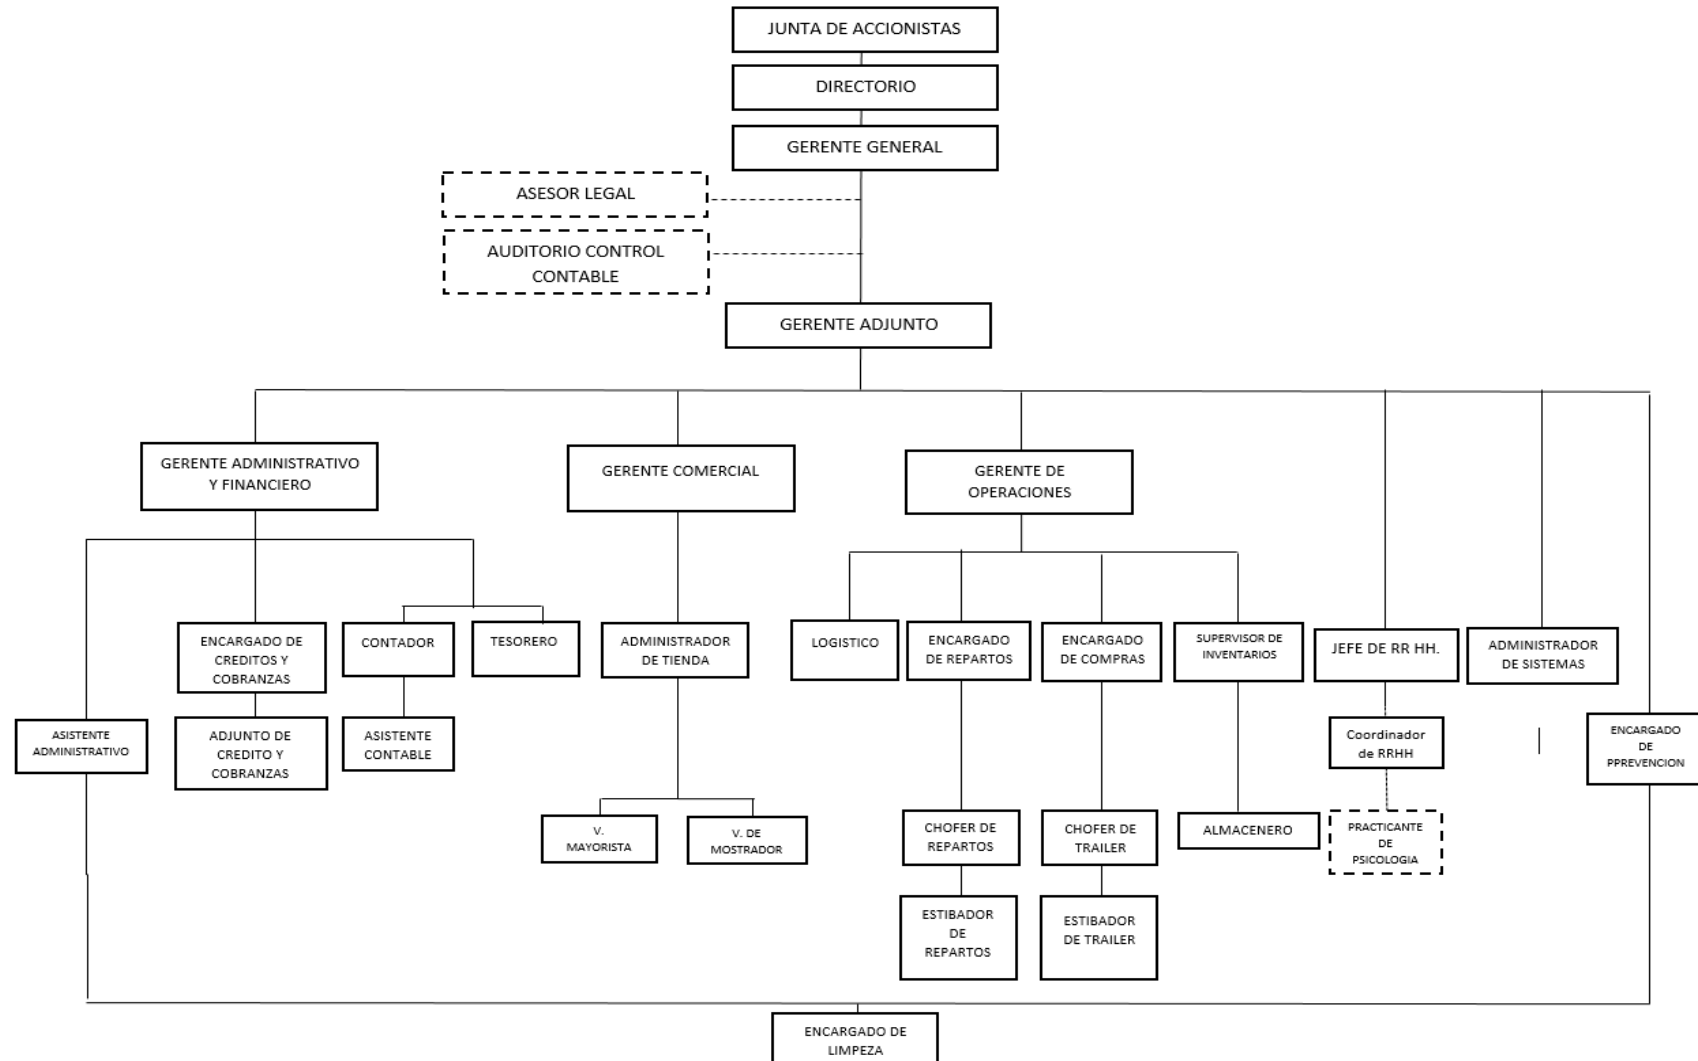 JUNTA DE ACCIONISTAS
DIRECTORIO
GERENTE GENERAL
ASESOR LEGAL
AUDITORIO CONTROL
CONTABLE
GERENTE ADJUNTO
GERENTE ADMINISTRATIVO
Y FINANCIERO
GERENTE COMERCIAL
GERENTE DE
OPERACIONES
ENCARGADO DE
CREDITOS Y
COBRANZAS
CONTADOR
TESORERO
ADMINISTRADOR
DE TIENDA
LOGISTICO
ENCARGADO
DE REPARTOS
ENCARGADO
DE COMPRAS
SUPERVISOR DE
INVENTARIOS
JEFE DE RR HH.
ADMINISTRADOR
DE SISTEMAS
ASISTENTE
ADMINISTRATIVO
ADJUNTO DE
CREDITO Y
COBRANZAS
ASISTENTE
CONTABLE
Coordinador
de RRHH
ENCARGADO
DE
PPREVENCION
V.
MAYORISTA
V. DE
MOSTRADOR
CHOFER DE
REPARTOS
CHOFER DE
TRAILER
ALMACENERO
PRACTICANTE
DE
PSICOLOGIA
ESTIBADOR
DE
REPARTOS
ESTIBADOR
DE TRAILER
ENCARGADO DE
LIMPEZA